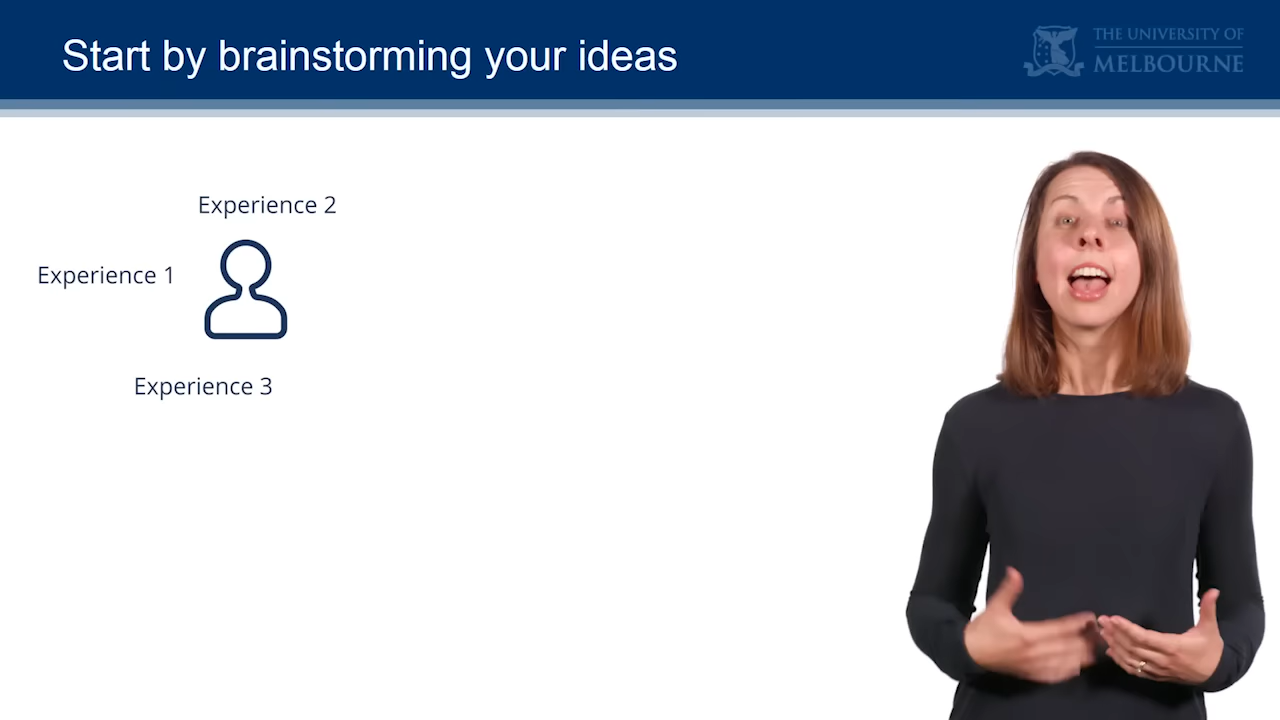 Start by brainstorming your ideas
THE UNIVERSITY OF
MELBOURNE
Experience 2
Experience 1
Experience 3